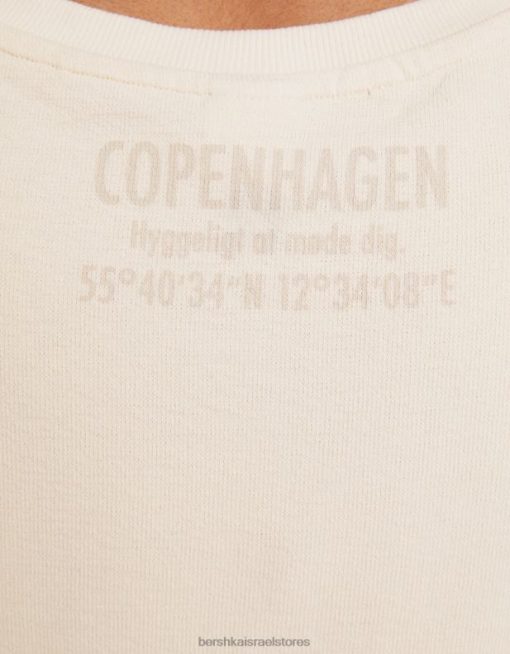 COPENHAGEN
Hyggeligt at møde dig.
55°40'34"N 12°34'08"E
bershkaisraelstores